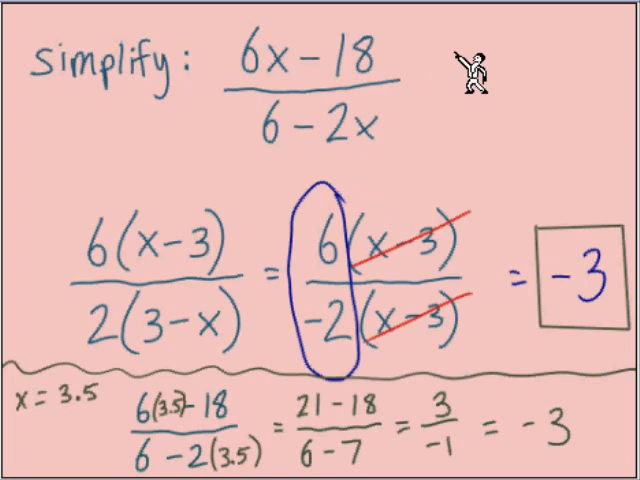 simplify: (6x - 18)/(6 - 2x)
6(x - 3)/2(3 - x) = 6(x - 3)/-2(x - 3) = -3
x = 3.5
(6(3.5) - 18)/(6 - 2(3.5)) = (21 - 18)/(6 - 7) = 3/-1 = -3